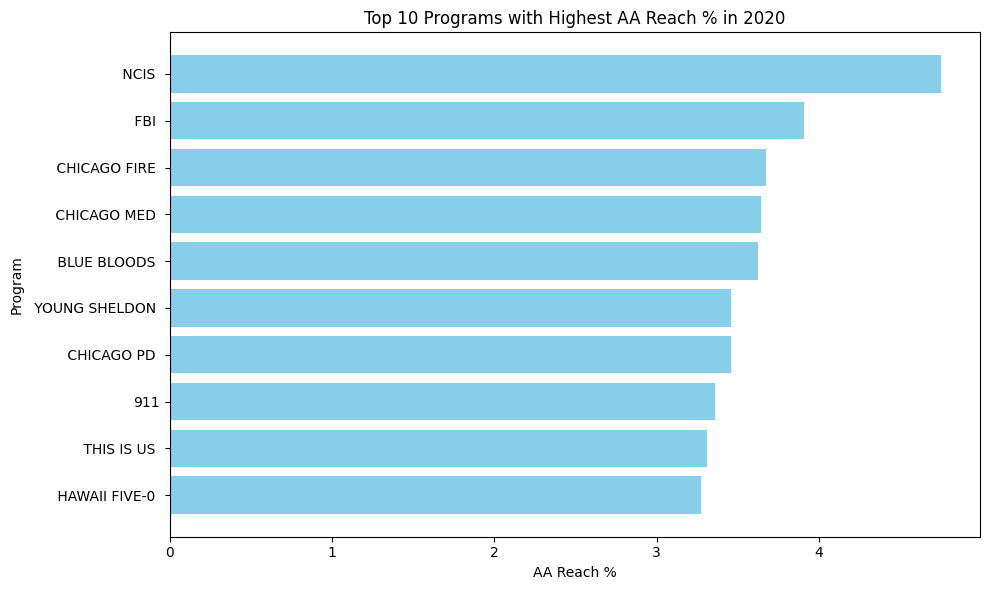 Top 10 Programs with Highest AA Reach % in 2020
NCIS
FBI
CHICAGO FIRE
CHICAGO MED
BLUE BLOODS
YOUNG SHELDON
CHICAGO PD
911
THIS IS US
HAWAII FIVE-0
Program
0 1 2 3 4
AA Reach %